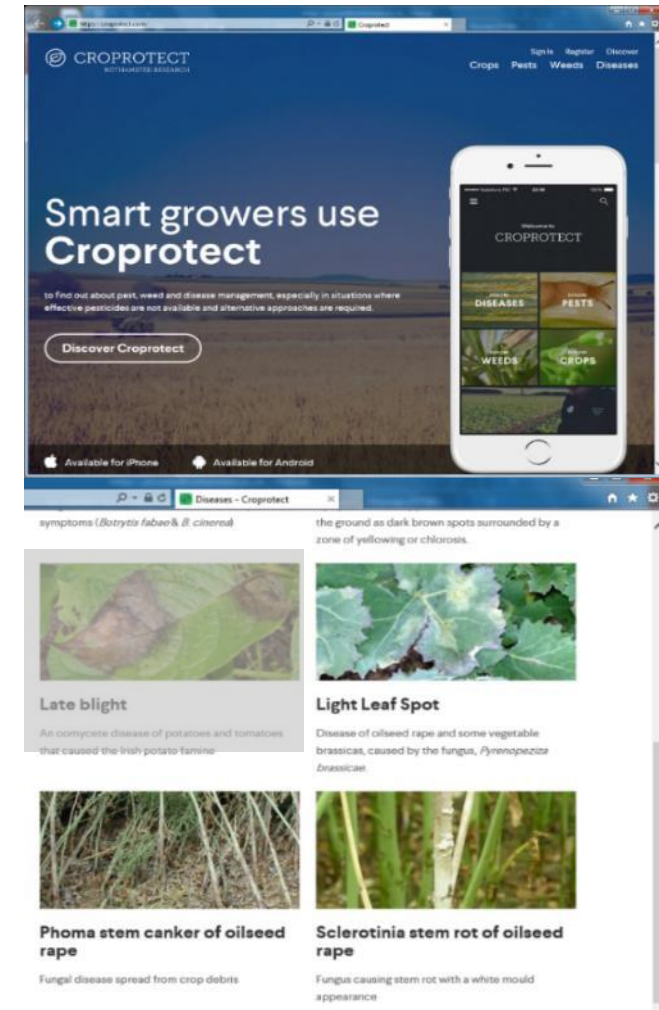 https://croprotect.com
Croprotect
CROPROTECT
ROTHAMSTED RESEARCH
Sign In Register Discover
Crops Pests Weeds Diseases
Smart growers use
Croprotect
to find out about pest, weed and disease management, especially in situations where
effective pesticides are not available and alternative approaches are required.
Discover Croprotect
Welcome to
CROPROTECT
DISEASES
PESTS
WEEDS
CROPS
Available for iPhone
Available for Android
Diseases - Croprotect
symptoms (Botrytis fabae & B. cinerea)
the ground as dark brown spots surrounded by a
zone of yellowing or chlorosis.
Late blight
An oomycete disease of potatoes and tomatoes
that caused the Irish potato famine
Light Leaf Spot
Disease of oilseed rape and some vegetable
brassicas, caused by the fungus, Pyrenopeziza
brassicae.
Phoma stem canker of oilseed
rape
Fungal disease spread from crop debris
Sclerotinia stem rot of oilseed
rape
Fungus causing stem rot with a white mould
appearance